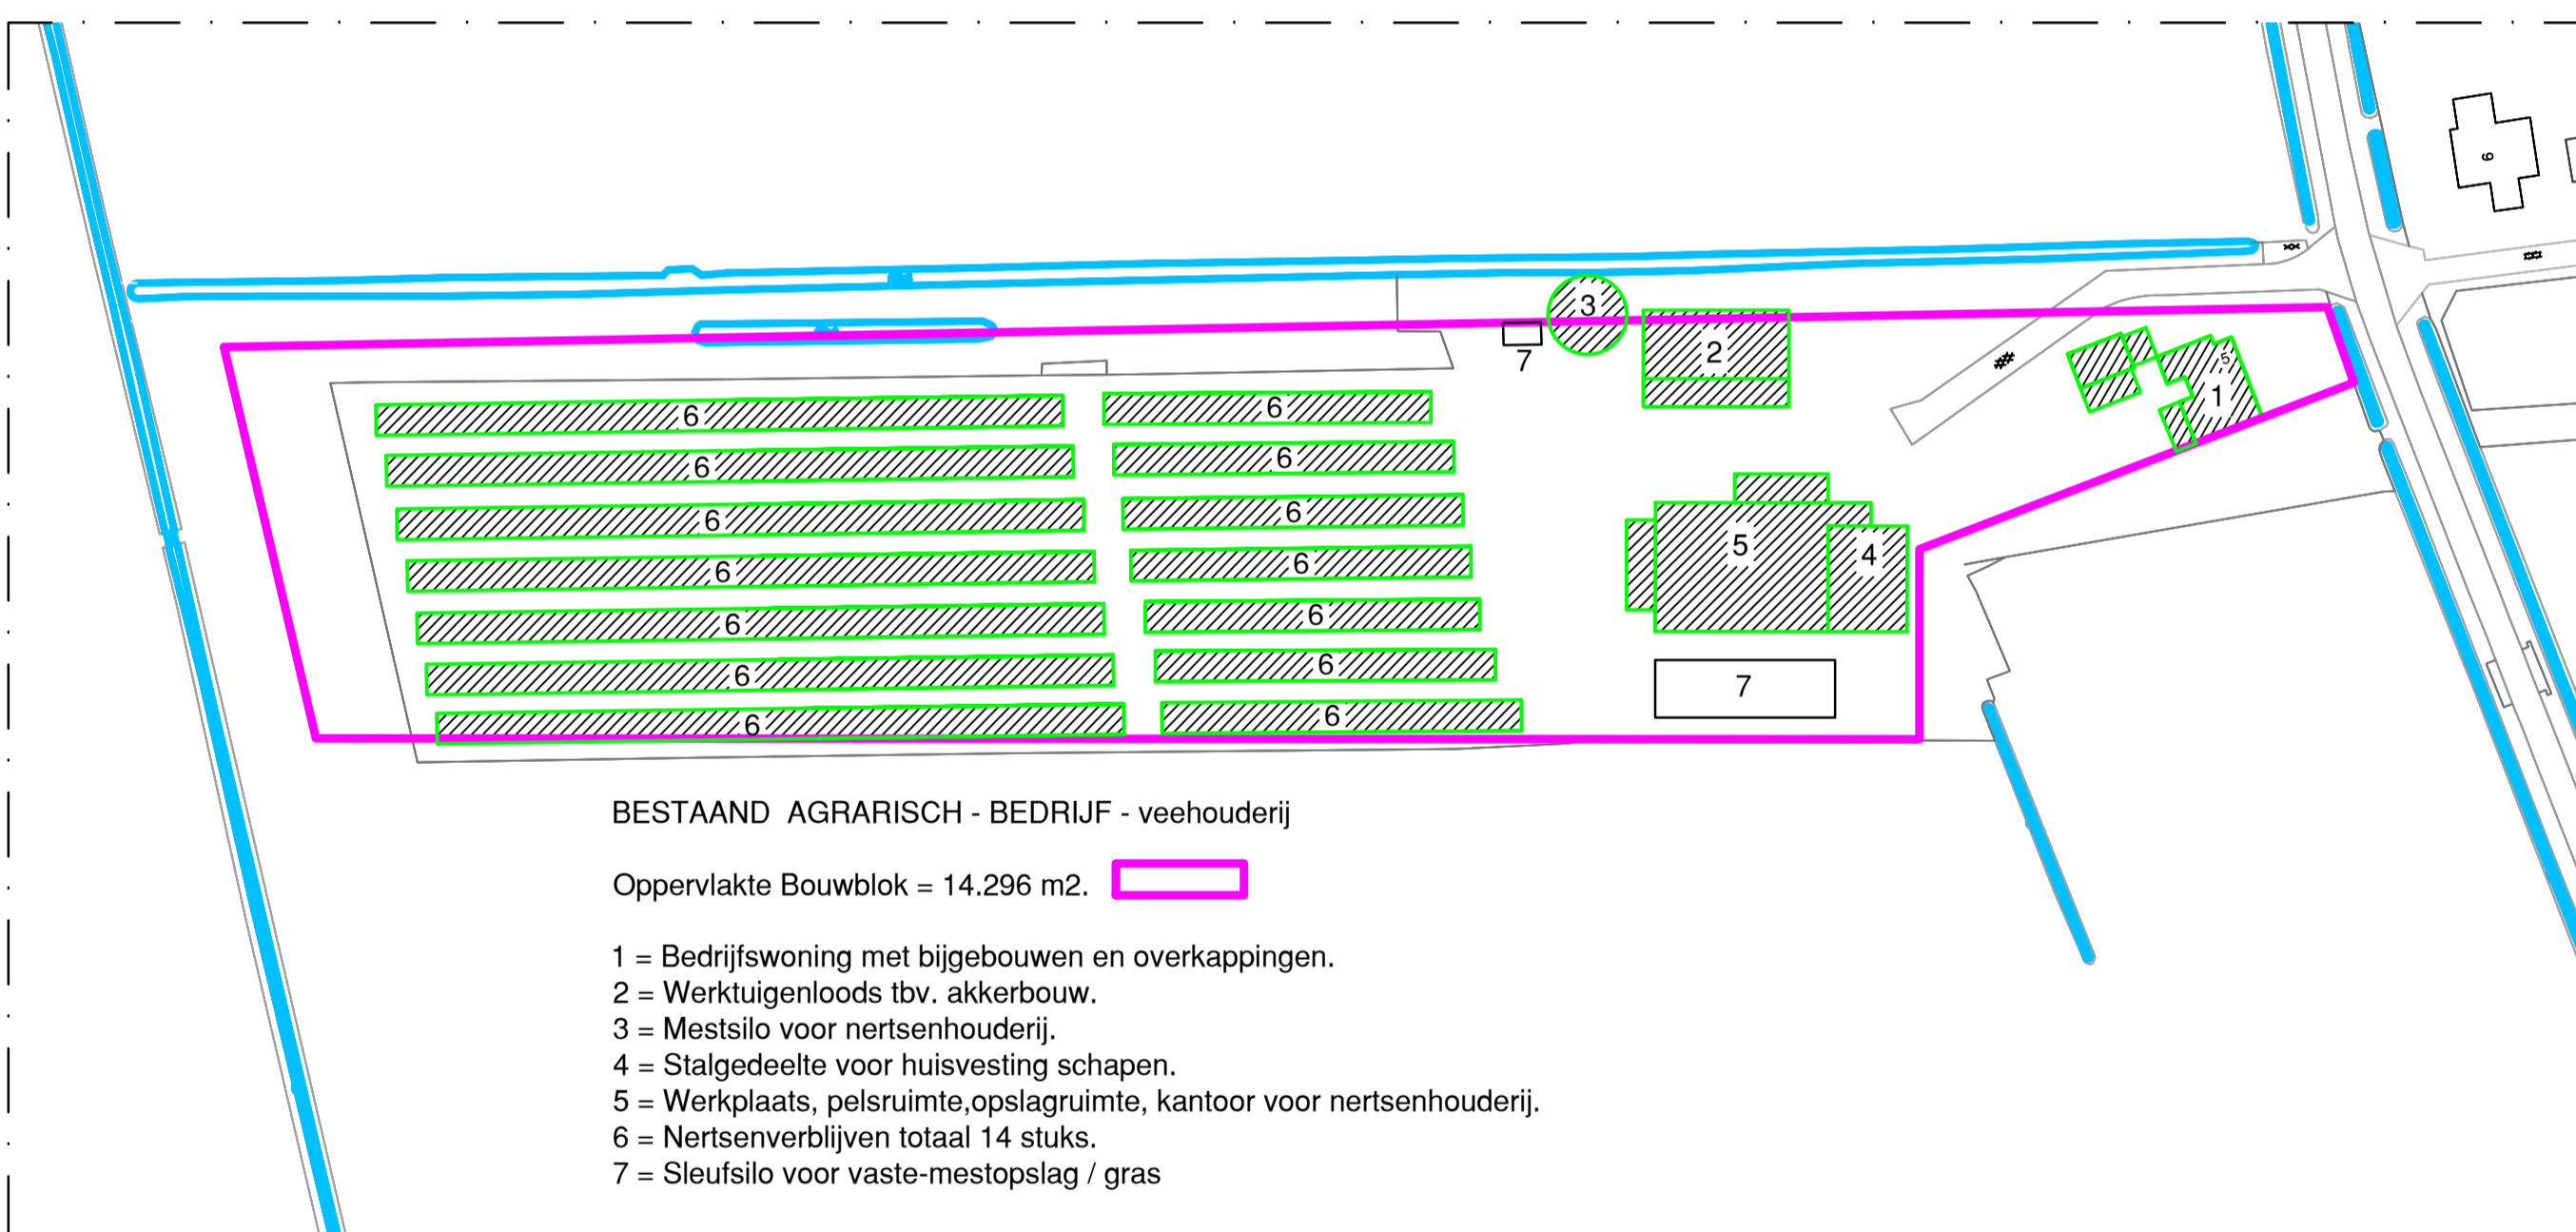 6
3
7
2
5
1
6
6
6
6
6
6
6
6
6
6
5
4
6
6
6
6
7
BESTAAND  AGRARISCH - BEDRIJF - veehouderij
Oppervlakte Bouwblok = 14.296 m2.
1 = Bedrijfswoning met bijgebouwen en overkappingen.
2 = Werktuigenloods tbv. akkerbouw.
3 = Mestsilo voor nertsenhouderij.
4 = Stalgedeelte voor huisvesting schapen.
5 = Werkplaats, pelsruimte,opslagruimte, kantoor voor nertsenhouderij.
6 = Nertsenverblijven totaal 14 stuks.
7 = Sleufsilo voor vaste-mestopslag / gras